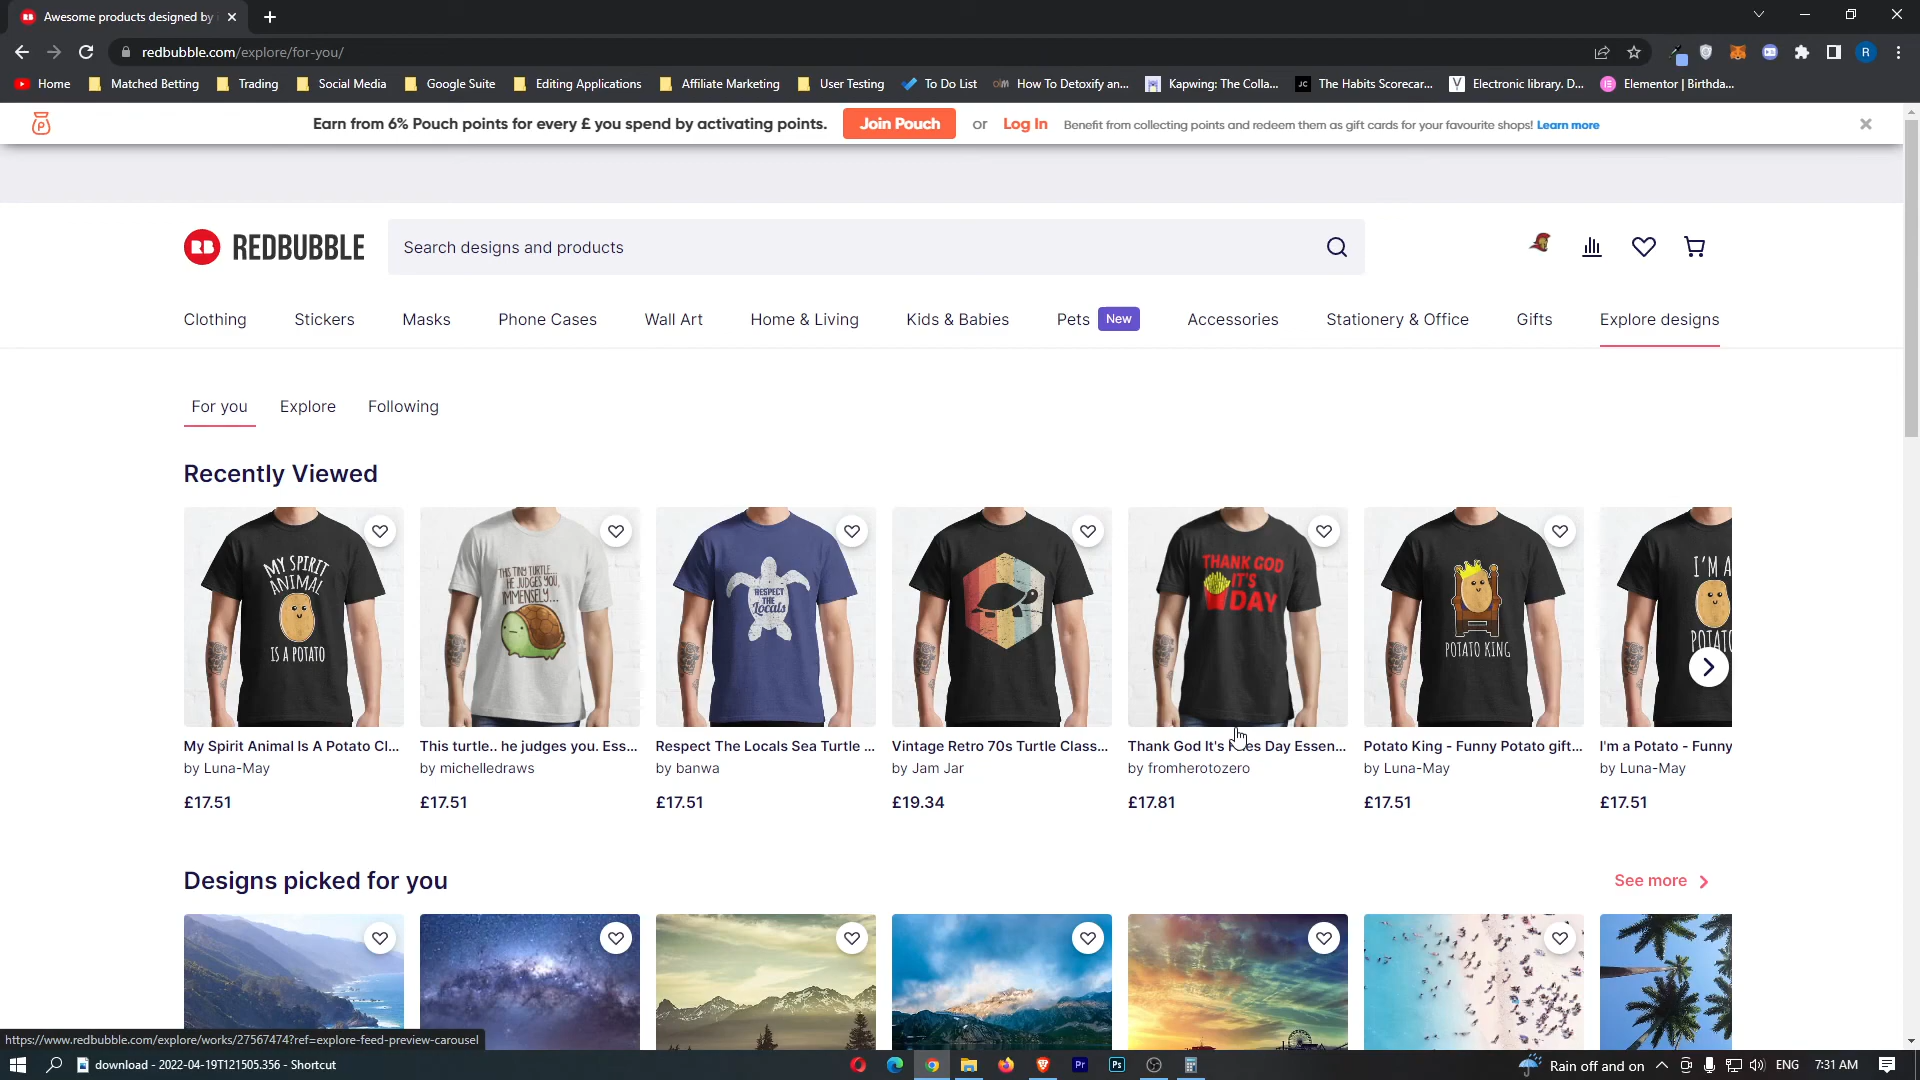 Awesome products designed by
redbubble.com/explore/for-you/
Home
Matched Betting
Trading
Social Media
Google Suite
Editing Applications
Affiliate Marketing
User Testing
To Do List
How To Detoxify an...
Kapwing: The Colla...
The Habits Scorecar...
Electronic library. D...
Elementor | Birthda...
Earn from 6% Pouch points for every £ you spend by activating points.
Join Pouch
or
Log In
Benefit from collecting points and redeem them as gift cards for your favourite shops! Learn more
RB REDBUBBLE
Search designs and products
Clothing
Stickers
Masks
Phone Cases
Wall Art
Home & Living
Kids & Babies
Pets New
Accessories
Stationery & Office
Gifts
Explore designs
For you
Explore
Following
Recently Viewed
MY SPIRIT
ANIMAL
IS A POTATO
THIS TINY TURTLE...
HE JUDGES YOU,
IMMENSELY...
RESPECT
THE
Locals
THANK GOD
IT'S
DAY
POTATO KING
I'M A
POTATO
My Spirit Animal Is A Potato Cl...
by Luna-May
£17.51
This turtle.. he judges you. Ess...
by michelledraws
£17.51
Respect The Locals Sea Turtle ...
by banwa
£17.51
Vintage Retro 70s Turtle Class...
by Jam Jar
£19.34
Thank God It's Day Essen...
by fromherotozero
£17.81
Potato King - Funny Potato gift...
by Luna-May
£17.51
I'm a Potato - Funny
by Luna-May
£17.51
Designs picked for you
See more
https://www.redbubble.com/explore/works/27567474?ref=explore-feed-preview-carousel
download - 2022-04-19T121505.356 - Shortcut
Pr
Ps
Rain off and on
ENG
7:31 AM